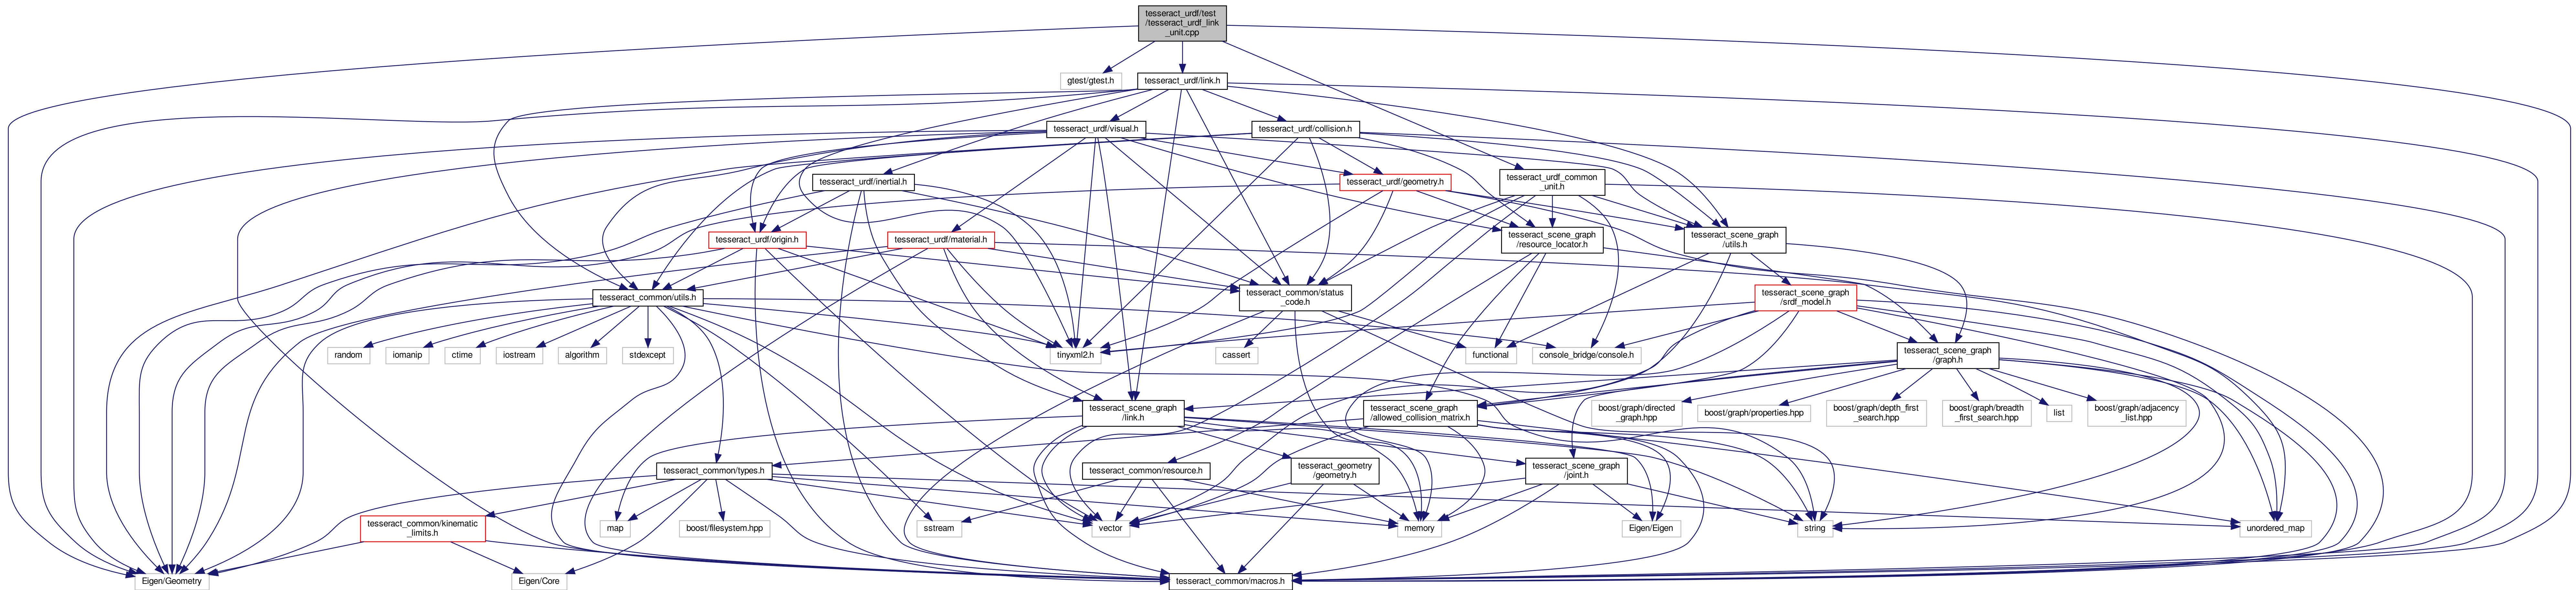 tesseract_urdf/test
/tesseract_urdf_link
_unit.cpp
gtest/gtest.h
tesseract_urdf/link.h
tesseract_urdf/visual.h
tesseract_urdf/collision.h
tesseract_urdf/inertial.h
tesseract_urdf/geometry.h
tesseract_urdf_common
_unit.h
tesseract_urdf/origin.h
tesseract_urdf/material.h
tesseract_scene_graph
/resource_locator.h
tesseract_scene_graph
/utils.h
tesseract_common/utils.h
tesseract_common/status
_code.h
tesseract_scene_graph
/srdf_model.h
random
iomanip
ctime
iostream
algorithm
stdexcept
tinyxml2.h
cassert
functional
console_bridge/console.h
tesseract_scene_graph
/graph.h
tesseract_scene_graph
/link.h
tesseract_scene_graph
/allowed_collision_matrix.h
boost/graph/directed
_graph.hpp
boost/graph/properties.hpp
boost/graph/depth_first
_search.hpp
boost/graph/breadth
_first_search.hpp
list
boost/graph/adjacency
_list.hpp
tesseract_common/types.h
tesseract_common/resource.h
tesseract_geometry
/geometry.h
tesseract_scene_graph
/joint.h
tesseract_common/kinematic
_limits.h
map
boost/filesystem.hpp
sstream
vector
memory
Eigen/Eigen
string
unordered_map
Eigen/Geometry
Eigen/Core
tesseract_common/macros.h